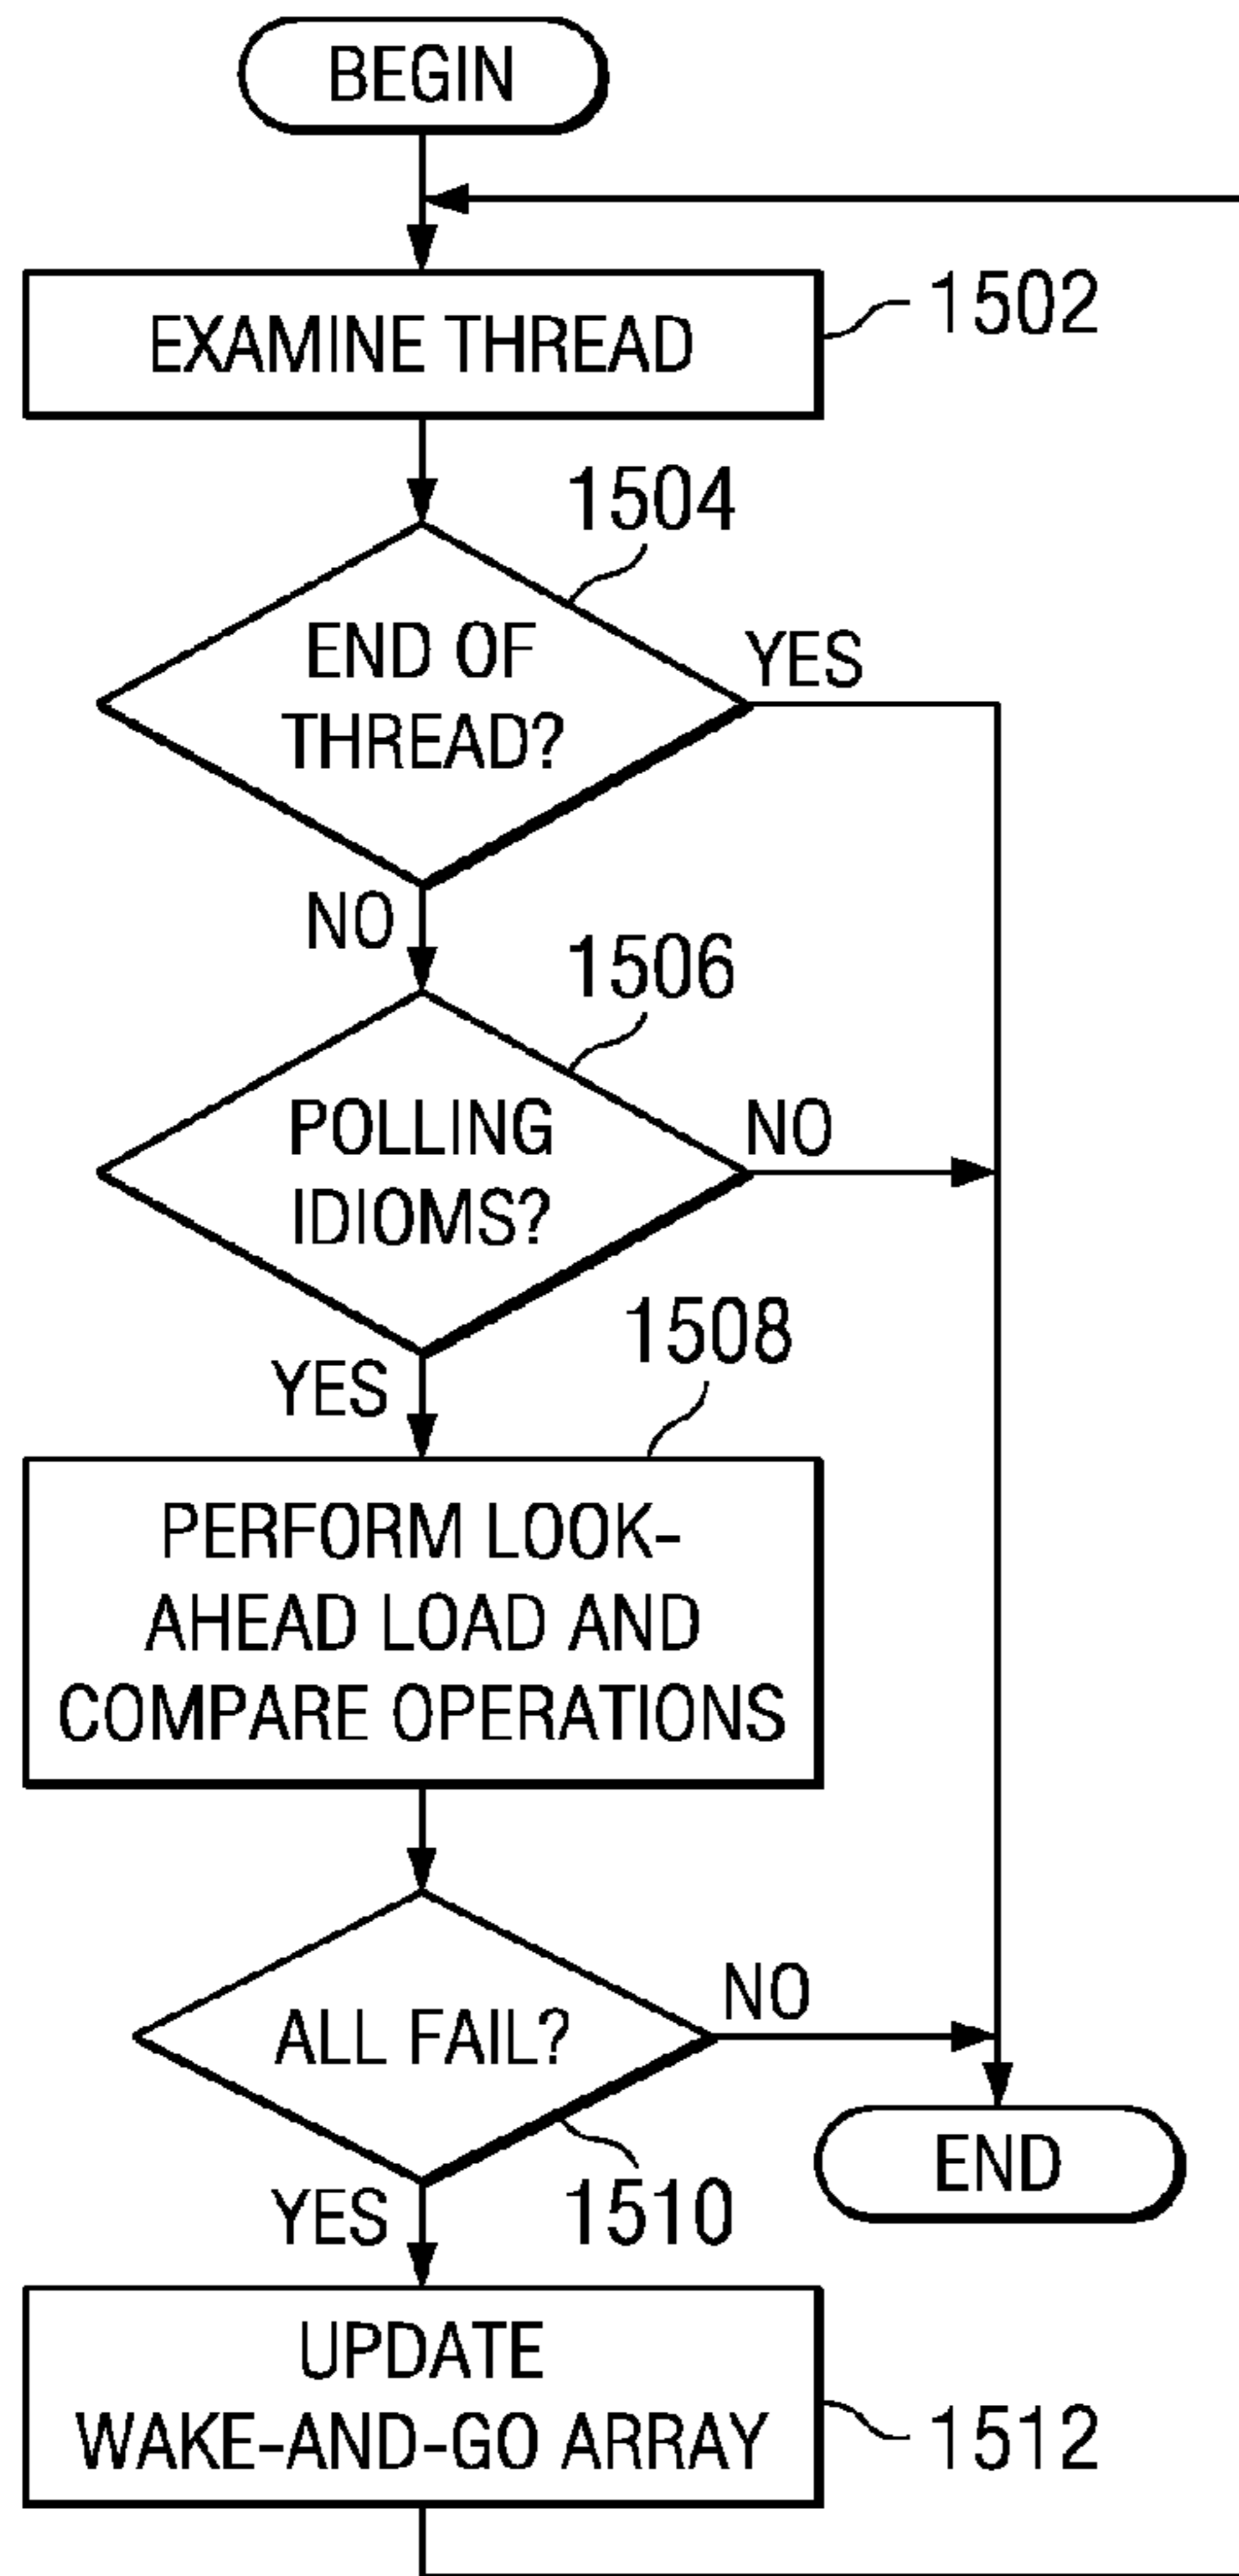 BEGIN
EXAMINE THREAD
1502
1504
END OF
THREAD?
YES
NO
1506
POLLING
IDIOMS?
NO
1508
YES
PERFORM LOOK-
AHEAD LOAD AND
COMPARE OPERATIONS
ALL FAIL?
NO
END
YES
1510
UPDATE
WAKE-AND-GO ARRAY
1512